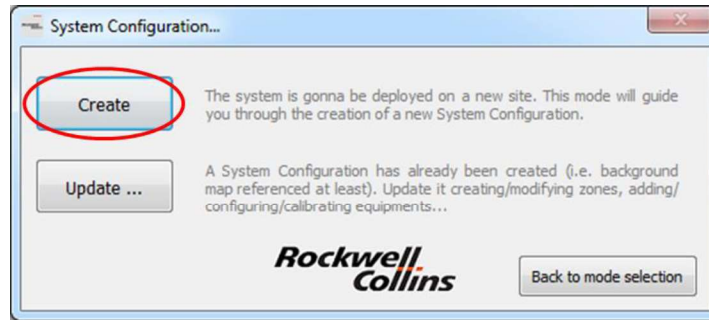 System Configuration...
Create
The system is gonna be deployed on a new site. This mode will guide
you through the creation of a new System Configuration.
Update ...
A System Configuration has already been created (i.e. background
map referenced at least). Update it creating/modifying zones, adding/
configuring/calibrating equipments...
Rockwell
Collins
Back to mode selection